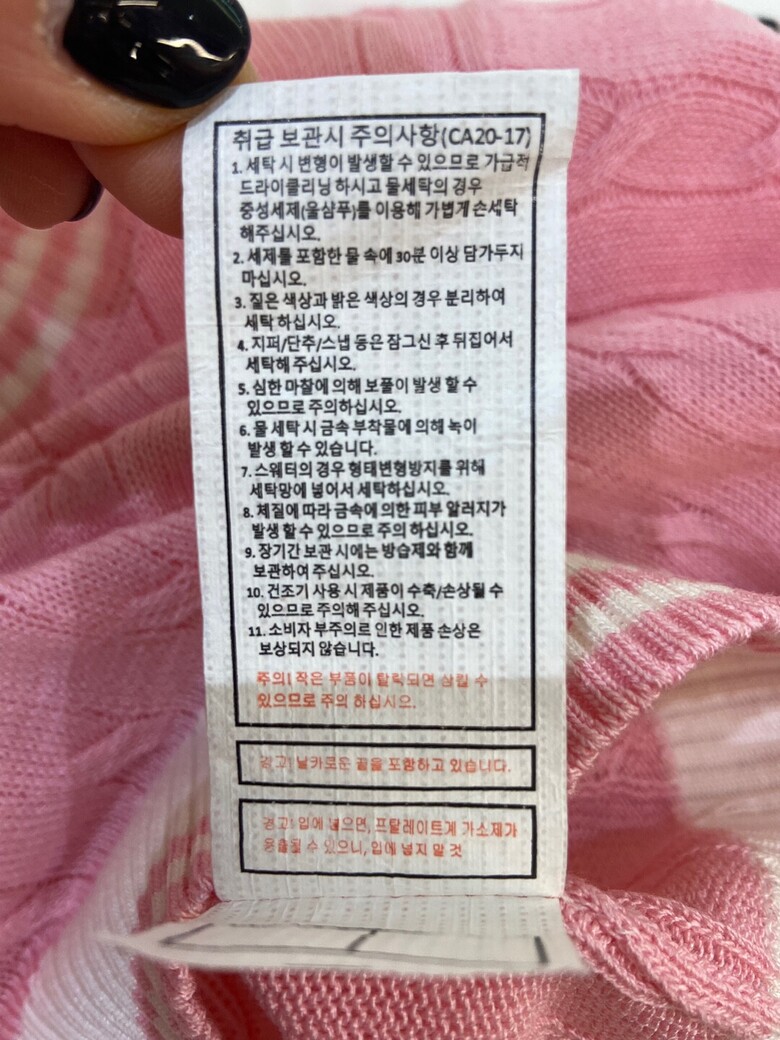 취급 보관시 주의사항(CA20-17)
1. 세탁 시 변형이 발생할 수 있으므로 가급적
드라이클리닝 하시고 물세탁의 경우
중성세제(울샴푸)를 이용해 가볍게 손세탁
해주십시오.
2. 세제를 포함한 물 속에 30분 이상 담가두지
마십시오.
3. 짙은 색상과 밝은 색상의 경우 분리하여
세탁 하십시오.
4. 지퍼/단추/스냅 등은 잠그신 후 뒤집어서
세탁해 주십시오.
5. 심한 마찰에 의해 보풀이 발생 할 수
있으므로 주의하십시오.
6. 물 세탁 시 금속 부착물에 의해 녹이
발생 할 수 있습니다.
7. 스웨터의 경우 형태변형방지를 위해
세탁망에 넣어서 세탁하십시오.
8. 체질에 따라 금속에 의한 피부 알러지가
발생 할 수 있으므로 주의 하십시오.
9. 장기간 보관 시에는 방습제와 함께
보관하여 주십시오.
10. 건조기 사용 시 제품이 수축/손상될 수
있으므로 주의해 주십시오.
11. 소비자 부주의로 인한 제품 손상은
보상되지 않습니다.
주의! 작은 부품이 탈락되면 삼킬 수
있으므로 주의 하십시오.
경고! 날카로운 끝을 포함하고 있습니다.
경고! 입에 넣으면, 프탈레이트계 가소제가
용출될 수 있으니, 입에 넣지 말 것